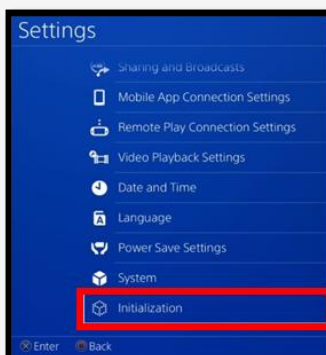 Settings
Sharing and Broadcasts
Mobile App Connection Settings
Remote Play Connection Settings
Video Playback Settings
Date and Time
Language
Power Save Settings
System
Initialization
Enter Back